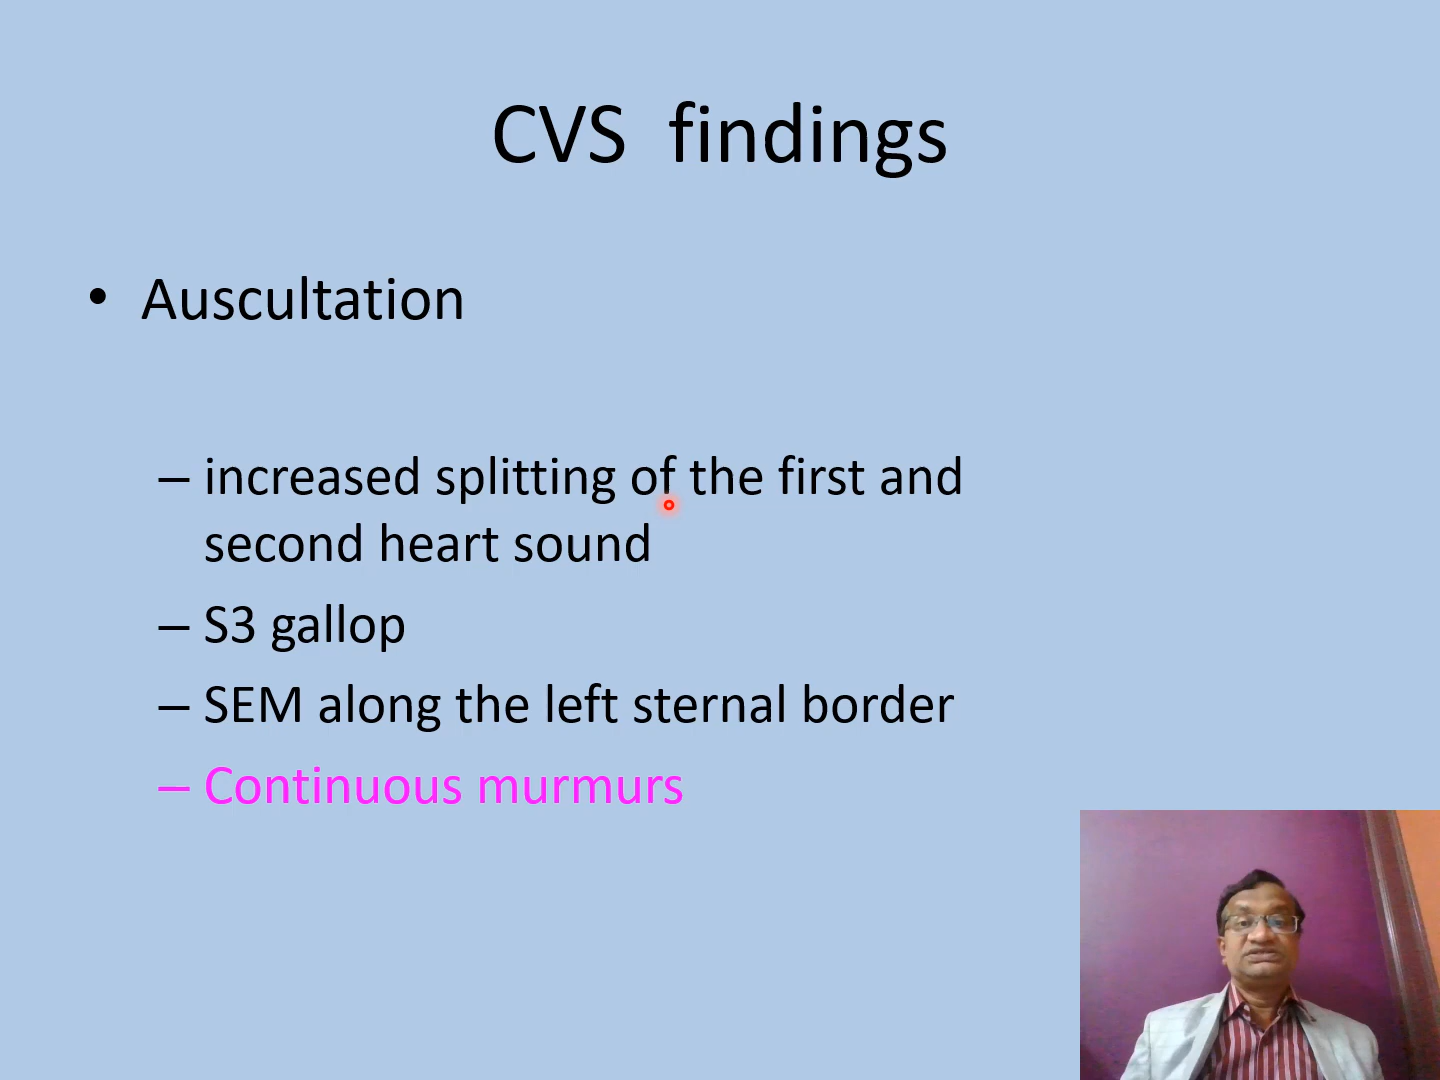 CVS findings
• Auscultation
– increased splitting of the first and
second heart sound
– S3 gallop
– SEM along the left sternal border
– Continuous murmurs